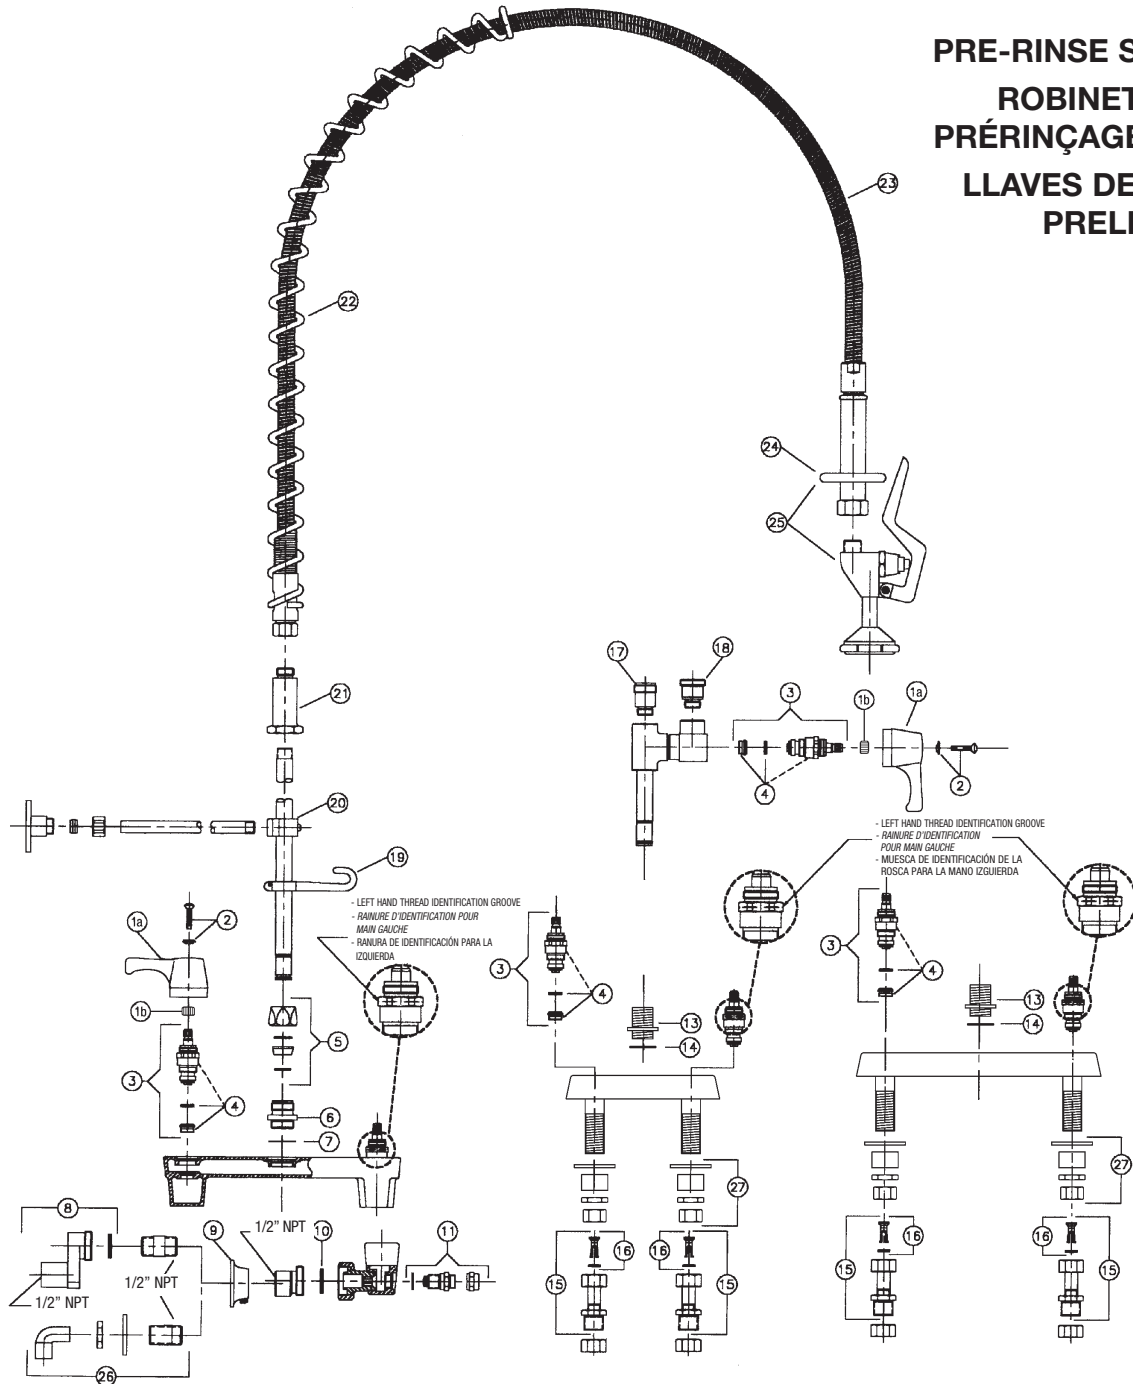 PRE-RINSE S
ROBINET
PRÉRINÇAGE
LLAVES DE
PRELI
23
22
24
25
17
18
3
1b
1a
21
4
2
20
- LEFT HAND THREAD IDENTIFICATION GROOVE
- RAINURE D'IDENTIFICATION
POUR MAIN GAUCHE
- MUESCA DE IDENTIFICACIÓN DE LA
ROSCA PARA LA MANO IZGUIERDA
19
- LEFT HAND THREAD IDENTIFICATION GROOVE
- RAINURE D'IDENTIFICATION POUR
MAIN GAUCHE
- RANURA DE IDENTIFICACIÓN PARA LA
IZQUIERDA
1a
2
3
4
3
4
1b
13
14
13
14
5
3
4
6
7
27
27
8
9
1/2" NPT
10
11
16
16
16
16
15
15
15
15
1/2" NPT
1/2" NPT
26